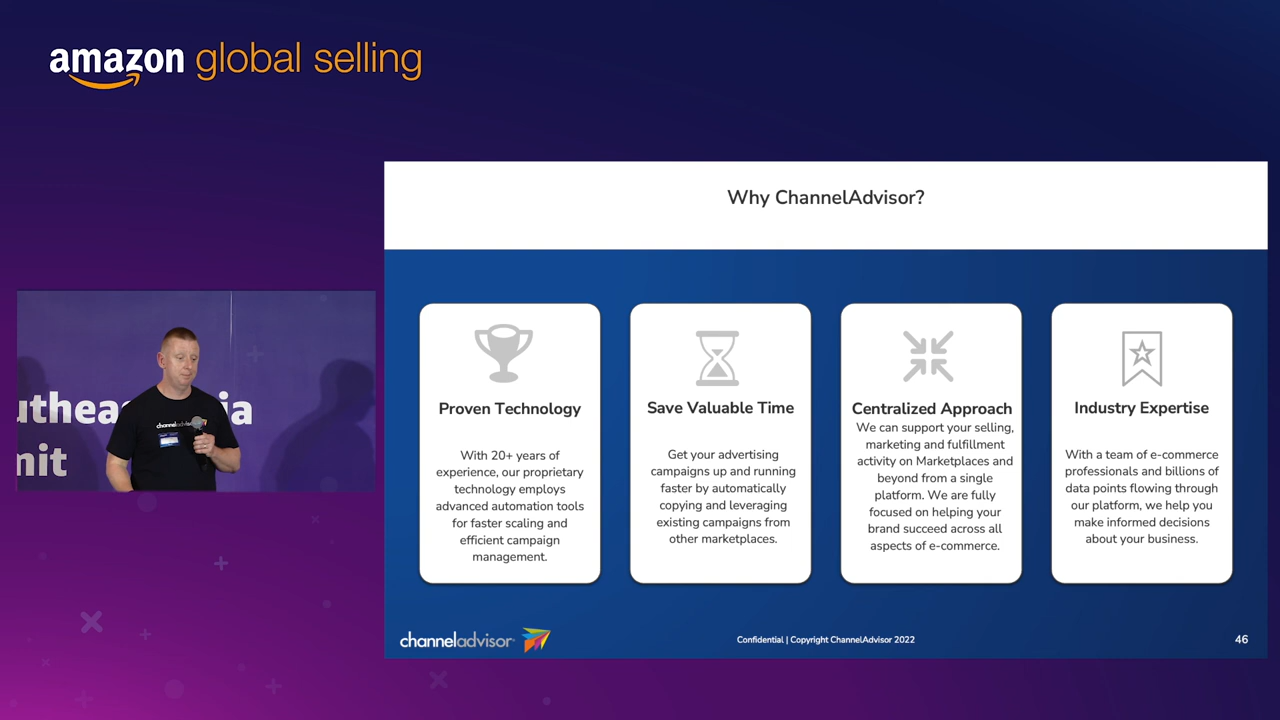 amazon global selling
Why ChannelAdvisor?
Proven Technology
With 20+ years of
experience, our proprietary
technology employs
advanced automation tools
for faster scaling and
efficient campaign
management.
Save Valuable Time
Get your advertising
campaigns up and running
faster by automatically
copying and leveraging
existing campaigns from
other marketplaces.
Centralized Approach
We can support your selling,
marketing and fulfillment
activity on Marketplaces and
beyond from a single
platform. We are fully
focused on helping your
brand succeed across all
aspects of e-commerce.
Industry Expertise
With a team of e-commerce
professionals and billions of
data points flowing through
our platform, we help you
make informed decisions
about your business.
channeladvisor
Confidential | Copyright ChannelAdvisor 2022
46